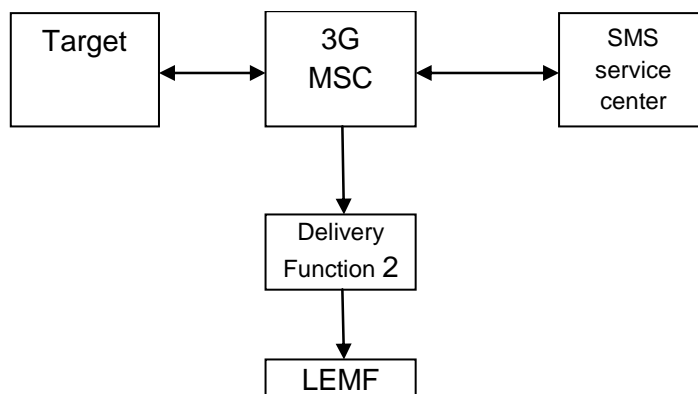 Target
3G
MSC
SMS
service
center
Delivery
Function 2
LEMF